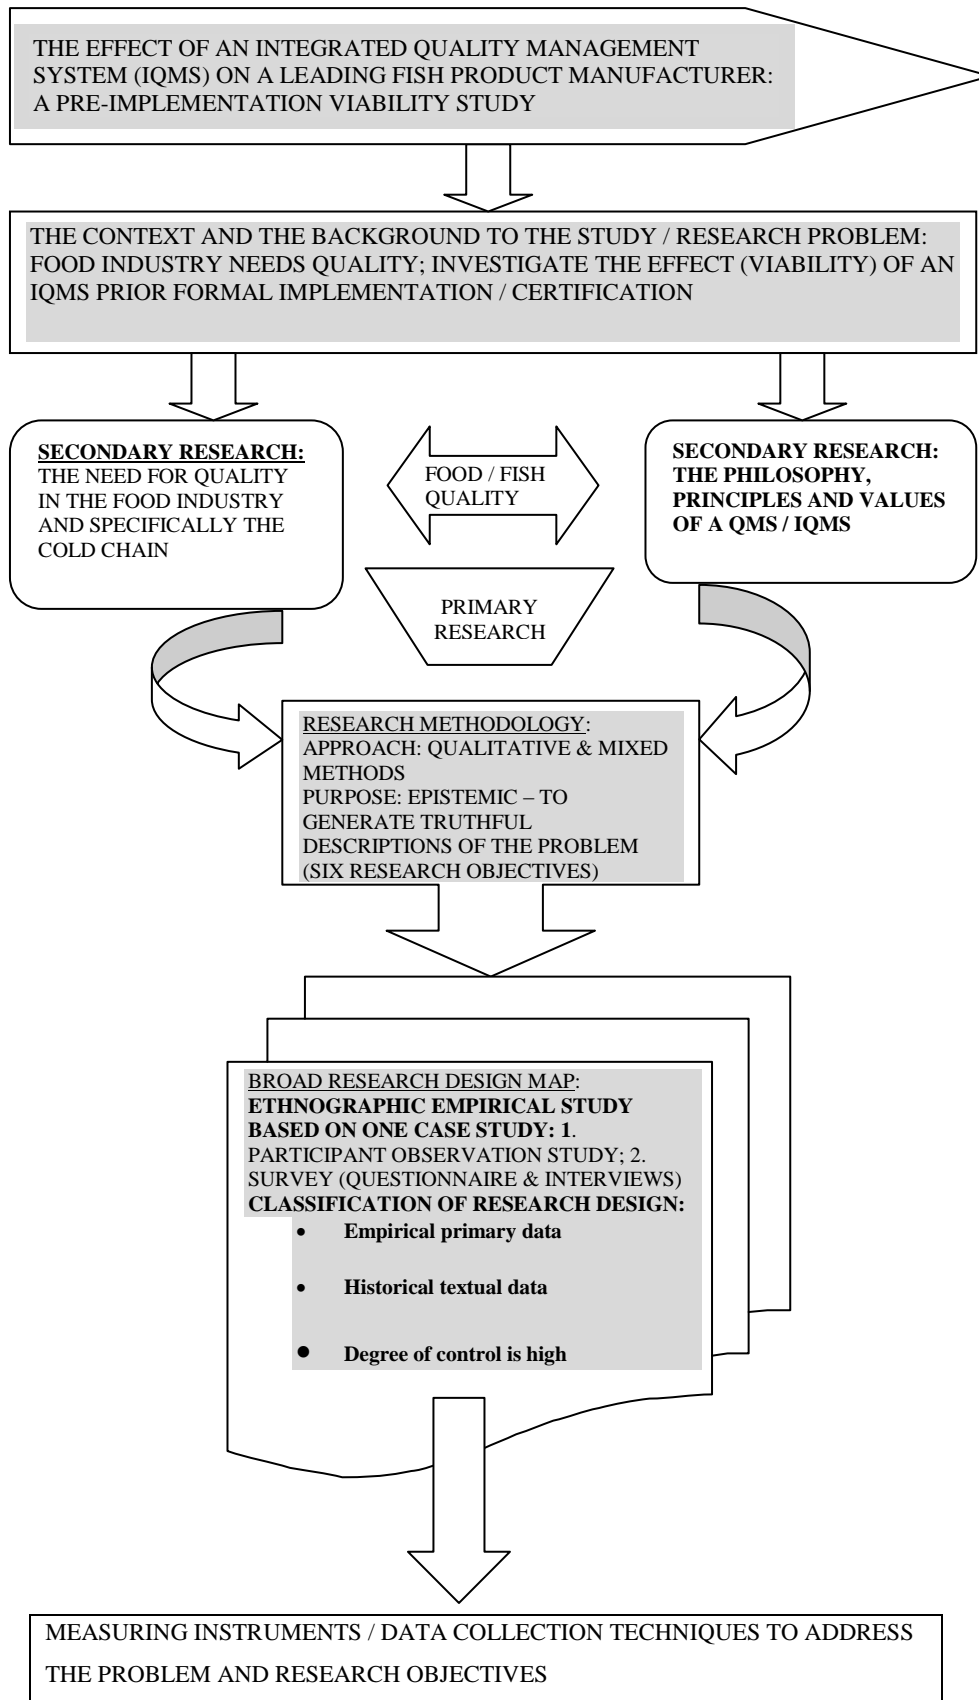 THE EFFECT OF AN INTEGRATED QUALITY MANAGEMENT
SYSTEM (IQMS) ON A LEADING FISH PRODUCT MANUFACTURER:
A PRE-IMPLEMENTATION VIABILITY STUDY
THE CONTEXT AND THE BACKGROUND TO THE STUDY / RESEARCH PROBLEM:
FOOD INDUSTRY NEEDS QUALITY; INVESTIGATE THE EFFECT (VIABILITY) OF AN
IQMS PRIOR FORMAL IMPLEMENTATION / CERTIFICATION
SECONDARY RESEARCH:
THE NEED FOR QUALITY
IN THE FOOD INDUSTRY
AND SPECIFICALLY THE
COLD CHAIN
FOOD / FISH
QUALITY
SECONDARY RESEARCH:
THE PHILOSOPHY,
PRINCIPLES AND VALUES
OF A QMS / IQMS
PRIMARY
RESEARCH
RESEARCH METHODOLOGY:
APPROACH: QUALITATIVE & MIXED
METHODS
PURPOSE: EPISTEMIC – TO
GENERATE TRUTHFUL
DESCRIPTIONS OF THE PROBLEM
(SIX RESEARCH OBJECTIVES)
BROAD RESEARCH DESIGN MAP:
ETHNOGRAPHIC EMPIRICAL STUDY
BASED ON ONE CASE STUDY: 1.
PARTICIPANT OBSERVATION STUDY; 2.
SURVEY (QUESTIONNAIRE & INTERVIEWS)
CLASSIFICATION OF RESEARCH DESIGN:
• Empirical primary data
• Historical textual data
• Degree of control is high
MEASURING INSTRUMENTS / DATA COLLECTION TECHNIQUES TO ADDRESS
THE PROBLEM AND RESEARCH OBJECTIVES